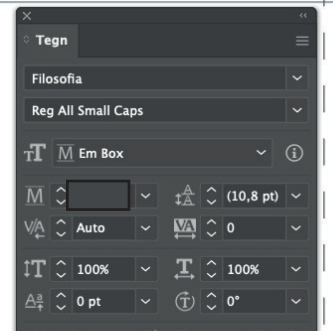 Tegn
Filosofia
Reg All Small Caps
Em Box
(10,8 pt)
Auto 0
100% 100%
0 pt 0°